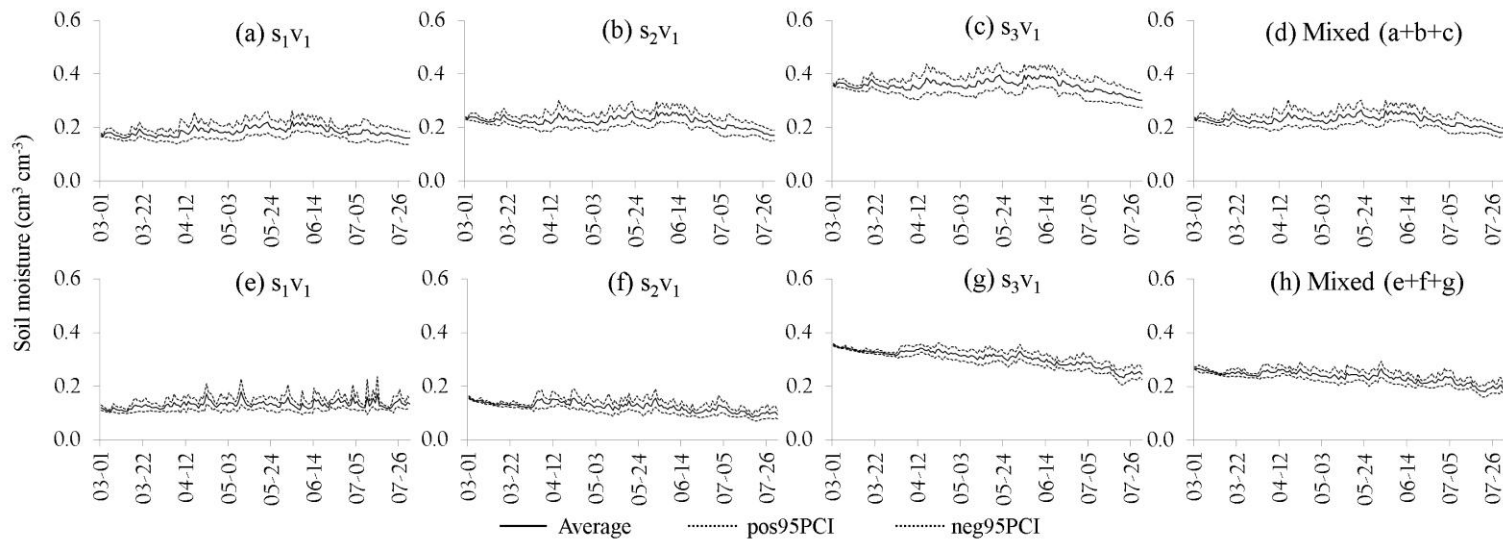 Soil moisture (cm³ cm⁻³)
(a) s₁v₁
0.6
0.4
0.2
0.0
03-01 03-22 04-12 05-03 05-24 06-14 07-05 07-26
(b) s₂v₁
0.6
0.4
0.2
0.0
03-01 03-22 04-12 05-03 05-24 06-14 07-05 07-26
(c) s₃v₁
0.6
0.4
0.2
0.0
03-01 03-22 04-12 05-03 05-24 06-14 07-05 07-26
(d) Mixed (a+b+c)
0.6
0.4
0.2
0.0
03-01 03-22 04-12 05-03 05-24 06-14 07-05 07-26
(e) s₁v₁
0.6
0.4
0.2
0.0
03-01 03-22 04-12 05-03 05-24 06-14 07-05 07-26
(f) s₂v₁
0.6
0.4
0.2
0.0
03-01 03-22 04-12 05-03 05-24 06-14 07-05 07-26
(g) s₃v₁
0.6
0.4
0.2
0.0
03-01 03-22 04-12 05-03 05-24 06-14 07-05 07-26
(h) Mixed (e+f+g)
0.6
0.4
0.2
0.0
03-01 03-22 04-12 05-03 05-24 06-14 07-05 07-26
Average pos95PCI neg95PCI